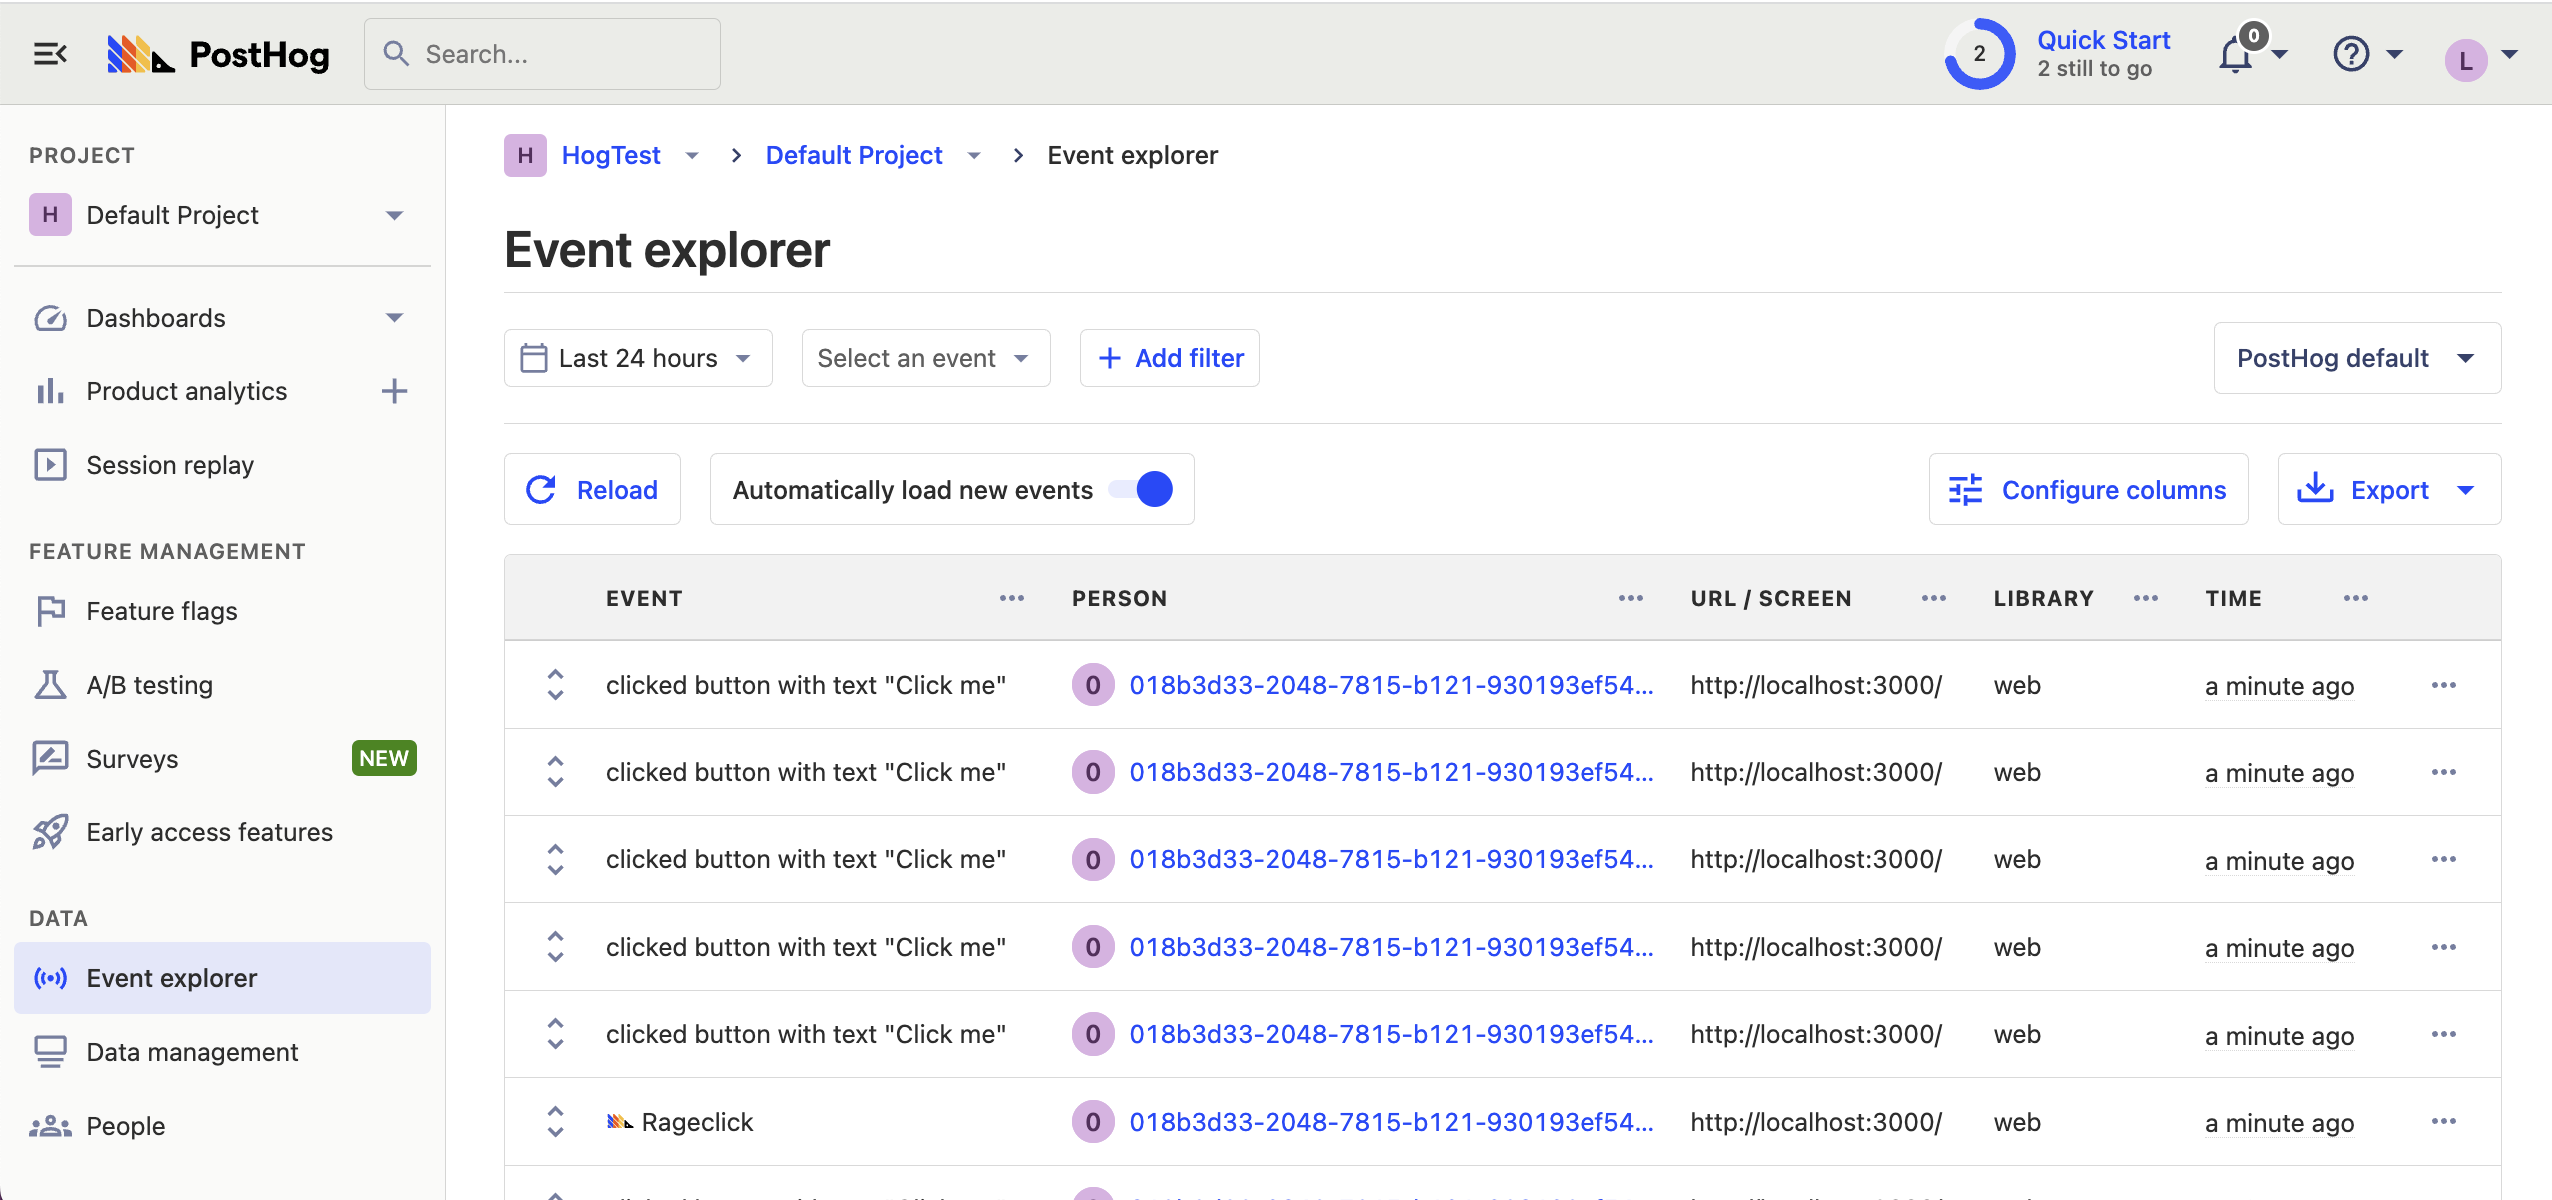 PostHog
Search...
2
Quick Start
2 still to go
0
L
PROJECT
H Default Project
Dashboards
Product analytics
Session replay
FEATURE MANAGEMENT
Feature flags
A/B testing
Surveys NEW
Early access features
DATA
Event explorer
Data management
People
H HogTest Default Project Event explorer
Event explorer
Last 24 hours Select an event Add filter PostHog default
Reload Automatically load new events Configure columns Export
EVENT PERSON URL / SCREEN LIBRARY TIME
clicked button with text "Click me" 0 018b3d33-2048-7815-b121-930193ef54... http://localhost:3000/ web a minute ago
clicked button with text "Click me" 0 018b3d33-2048-7815-b121-930193ef54... http://localhost:3000/ web a minute ago
clicked button with text "Click me" 0 018b3d33-2048-7815-b121-930193ef54... http://localhost:3000/ web a minute ago
clicked button with text "Click me" 0 018b3d33-2048-7815-b121-930193ef54... http://localhost:3000/ web a minute ago
clicked button with text "Click me" 0 018b3d33-2048-7815-b121-930193ef54... http://localhost:3000/ web a minute ago
Rageclick 0 018b3d33-2048-7815-b121-930193ef54... http://localhost:3000/ web a minute ago